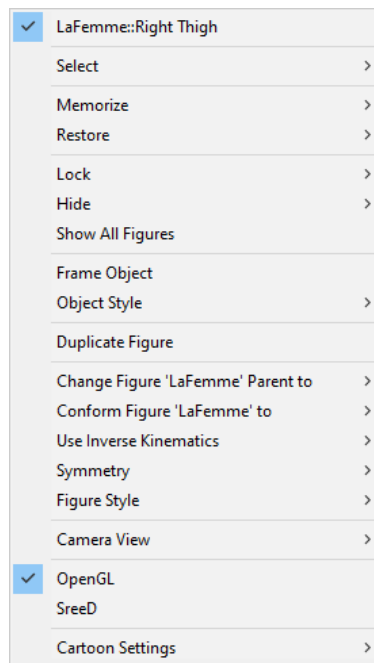 LaFemme::Right Thigh
Select
Memorize
Restore
Lock
Hide
Show All Figures
Frame Object
Object Style
Duplicate Figure
Change Figure 'LaFemme' Parent to
Conform Figure 'LaFemme' to
Use Inverse Kinematics
Symmetry
Figure Style
Camera View
OpenGL
SreeD
Cartoon Settings